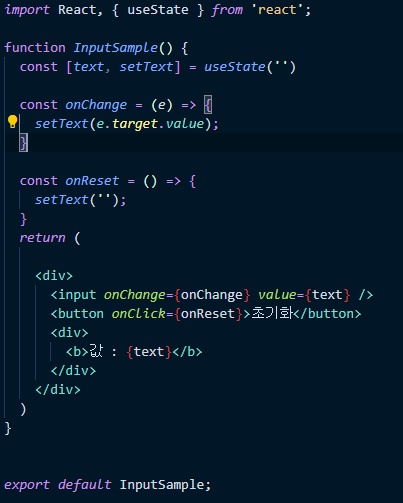 import React, { useState } from 'react';
function InputSample() {
const [text, setText] = useState('')
const onChange = (e) => {
setText(e.target.value);
}
const onReset = () => {
setText('');
}
return (
<div>
<input onChange={onChange} value={text} />
<button onClick={onReset}>초기화</button>
<div>
<b>값 : {text}</b>
</div>
</div>
)
}
export default InputSample;